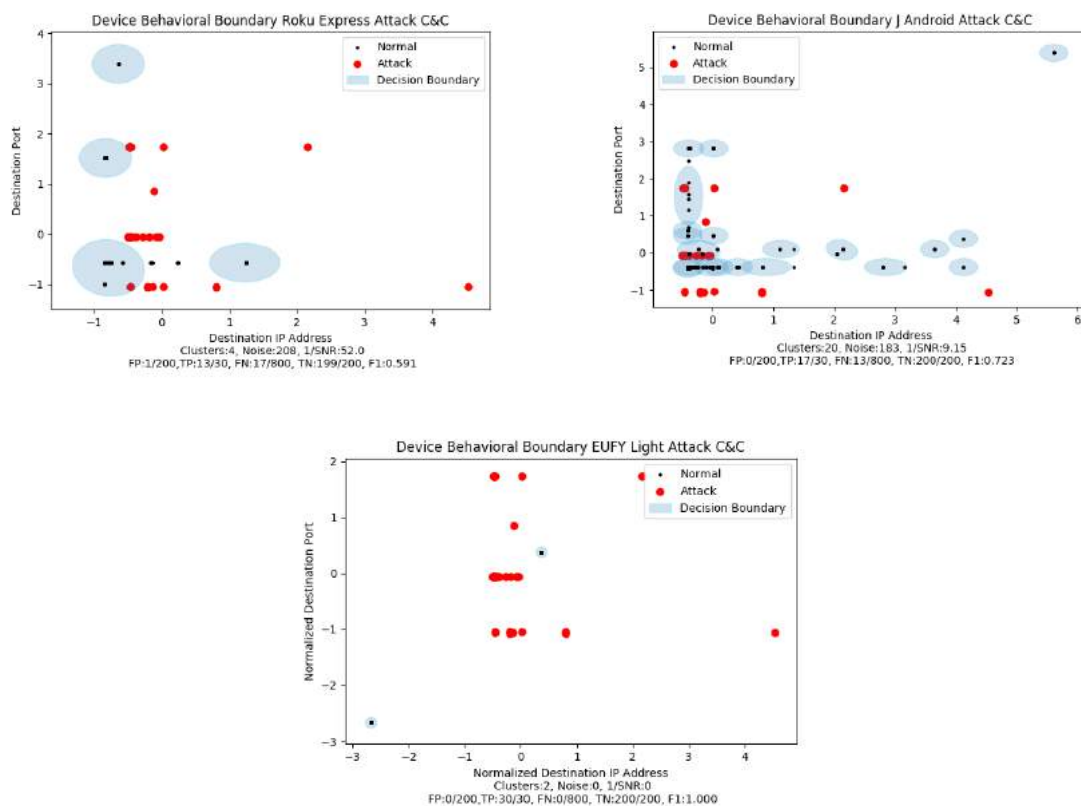 Device Behavioral Boundary Roku Express Attack C&C
4
3
2
1
0
−1
Destination Port
Normal
Attack
Decision Boundary
−1 0 1 2 3 4
Destination IP Address
Clusters:4, Noise:208, 1/SNR:52.0
FP:1/200,TP:13/30, FN:17/800, TN:199/200, F1:0.591
Device Behavioral Boundary J Android Attack C&C
5
4
3
2
1
0
−1
Destination Port
Normal
Attack
Decision Boundary
0 1 2 3 4 5 6
Destination IP Address
Clusters:20, Noise:183, 1/SNR:9.15
FP:0/200,TP:17/30, FN:13/800, TN:200/200, F1:0.723
Device Behavioral Boundary EUFY Light Attack C&C
2
1
0
−1
−2
−3
Normalized Destination Port
Normal
Attack
Decision Boundary
−3 −2 −1 0 1 2 3 4
Normalized Destination IP Address
Clusters:2, Noise:0, 1/SNR:0
FP:0/200,TP:30/30, FN:0/800, TN:200/200, F1:1.000